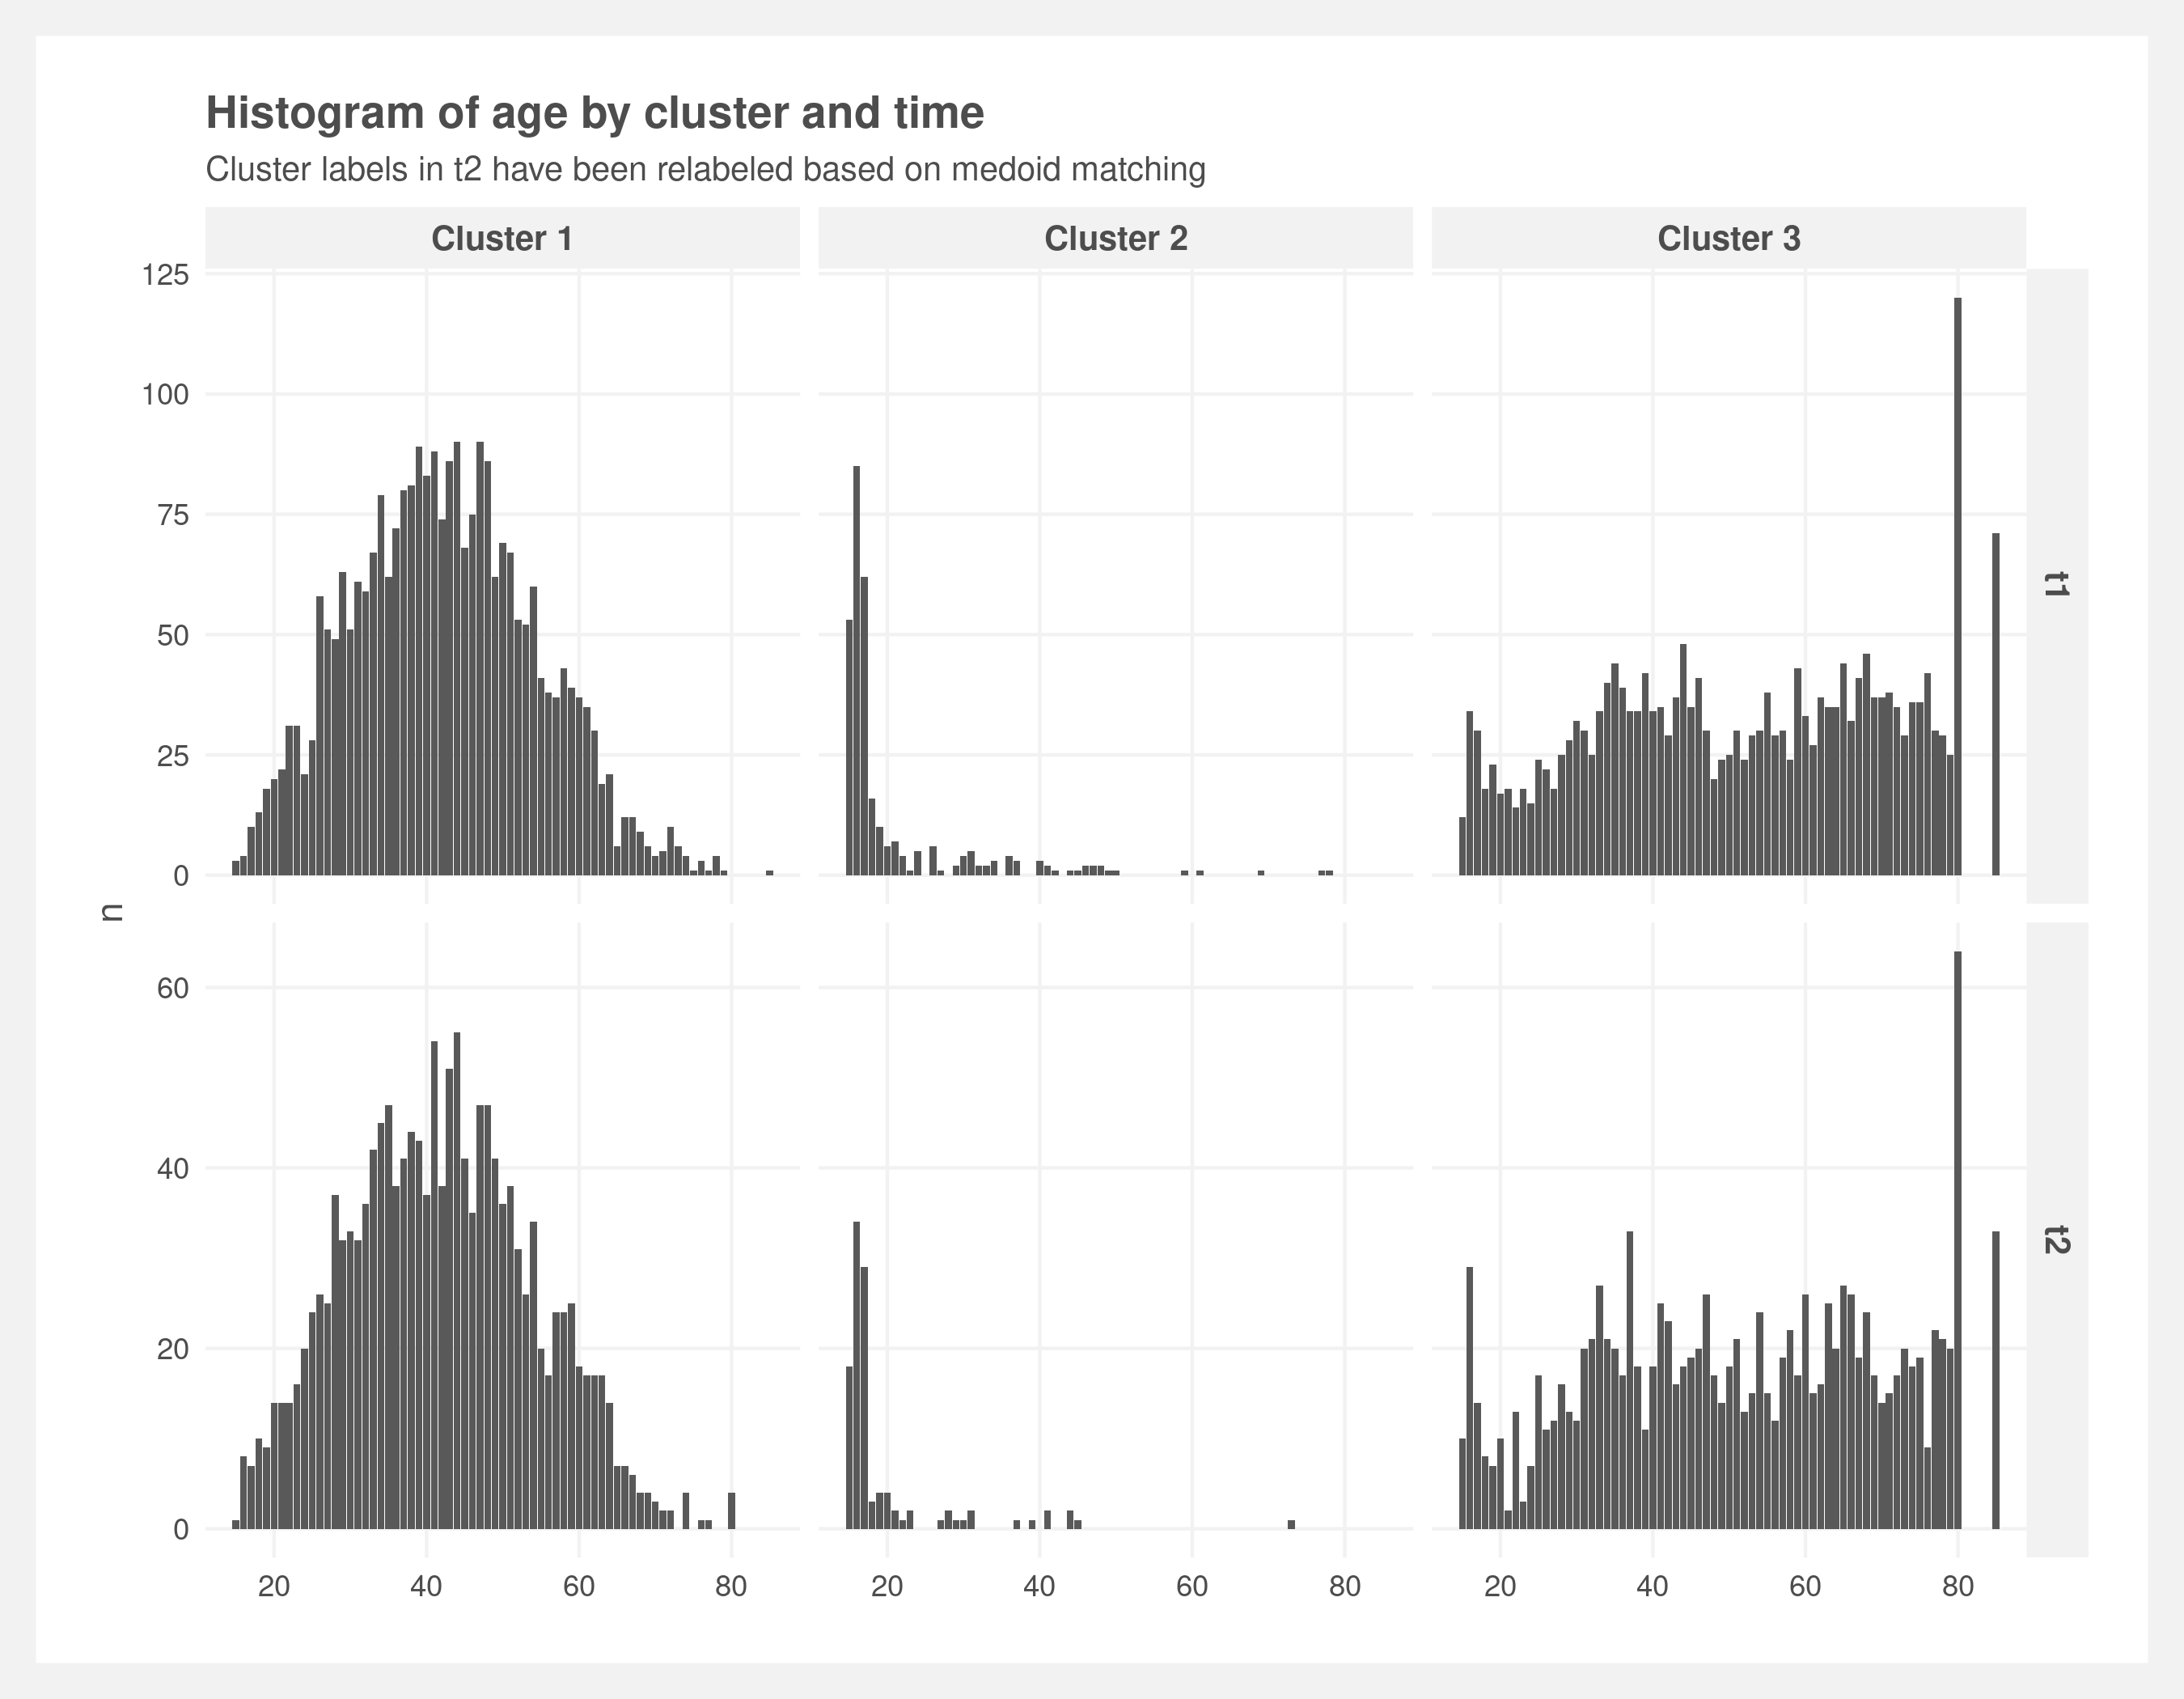 Histogram of age by cluster and time
Cluster labels in t2 have been relabeled based on medoid matching
Cluster 1
Cluster 2
Cluster 3
125
100
75
50
25
0
t1
n
60
40
20
0
t2
20 40 60 80
20 40 60 80
20 40 60 80